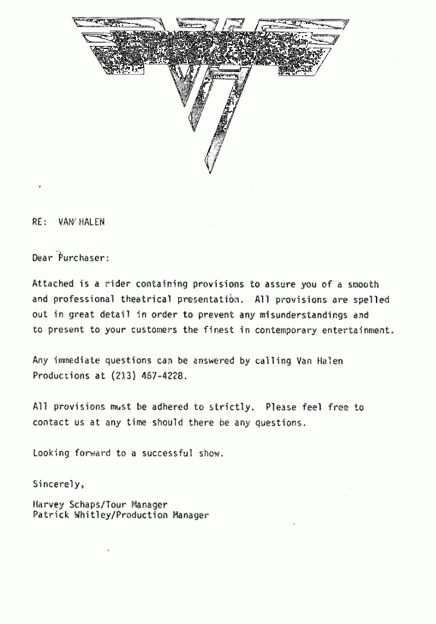 RE: VAN HALEN
Dear Purchaser:
Attached is a rider containing provisions to assure you of a smooth
and professional theatrical presentation. All provisions are spelled
out in great detail in order to prevent any misunderstandings and
to present to your customers the finest in contemporary entertainment.
Any immediate questions can be answered by calling Van Halen
Productions at (213) 467-4228.
All provisions must be adhered to strictly. Please feel free to
contact us at any time should there be any questions.
Looking forward to a successful show.
Sincerely,
Harvey Schaps/Tour Manager
Patrick Whitley/Production Manager